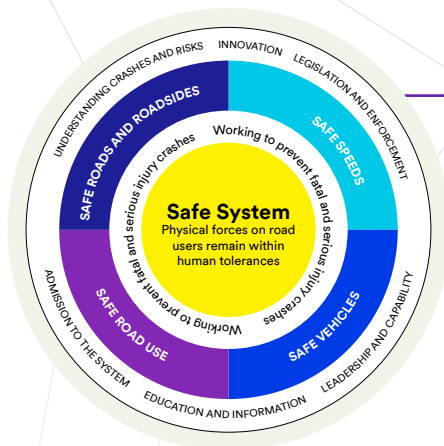 UNDERSTANDING CRASHES AND RISKS
INNOVATION
LEGISLATION AND ENFORCEMENT
SAFE ROADS AND ROADSIDES
SAFE SPEEDS
Working to prevent fatal and serious injury crashes
Safe System
Physical forces on road
users remain within
human tolerances
Working to prevent fatal and serious injury crashes
SAFE ROAD USE
SAFE VEHICLES
ADMISSION TO THE SYSTEM
EDUCATION AND INFORMATION
LEADERSHIP AND CAPABILITY